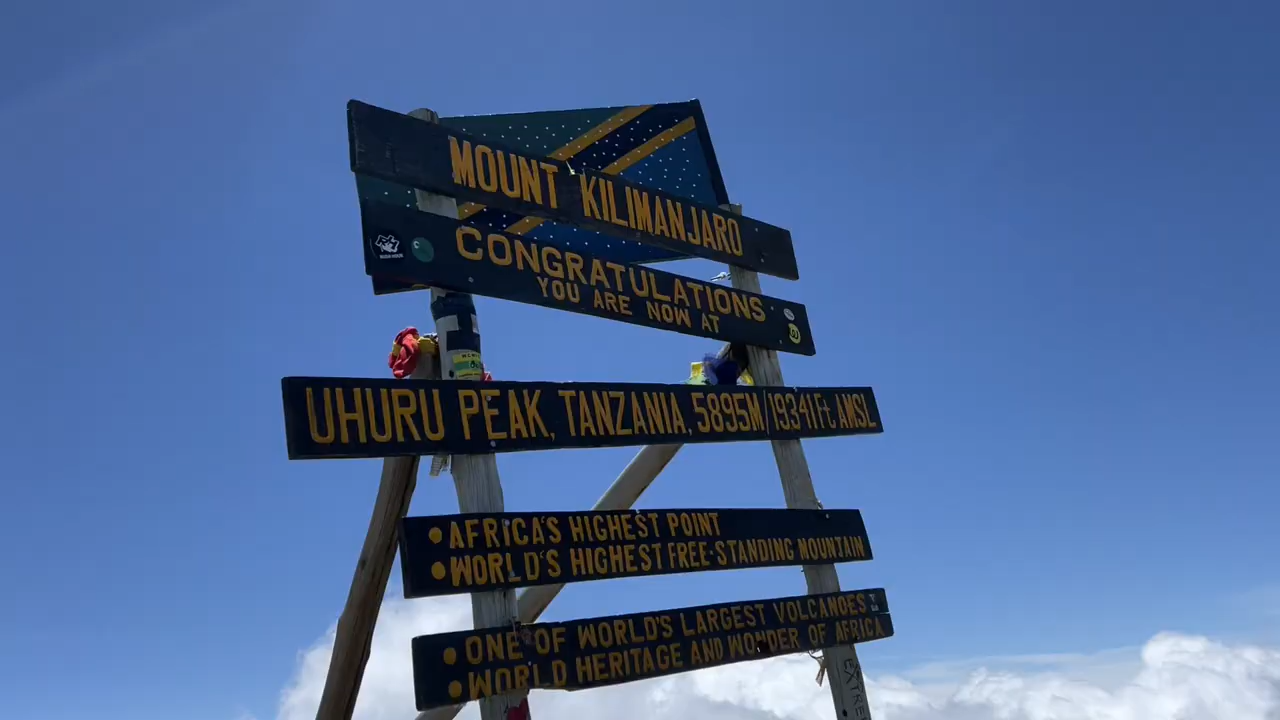 MOUNT KILIMANJARO
CONGRATULATIONS
YOU ARE NOW AT
UHURU PEAK, TANZANIA, 5895M/19341Ft AMSL
● AFRICA'S HIGHEST POINT
● WORLD'S HIGHEST FREE-STANDING MOUNTAIN
● ONE OF WORLD'S LARGEST VOLCANOES
● WORLD HERITAGE AND WONDER OF AFRICA